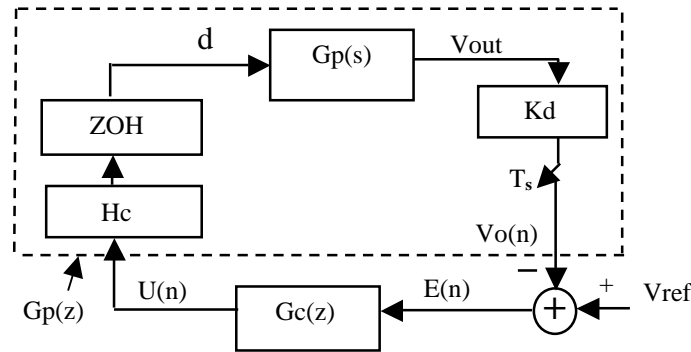 d
Gp(s)
Vout
ZOH
Kd
Ts
Hc
Vo(n)
−
Gp(z)
U(n)
Gc(z)
E(n)
+
+
Vref